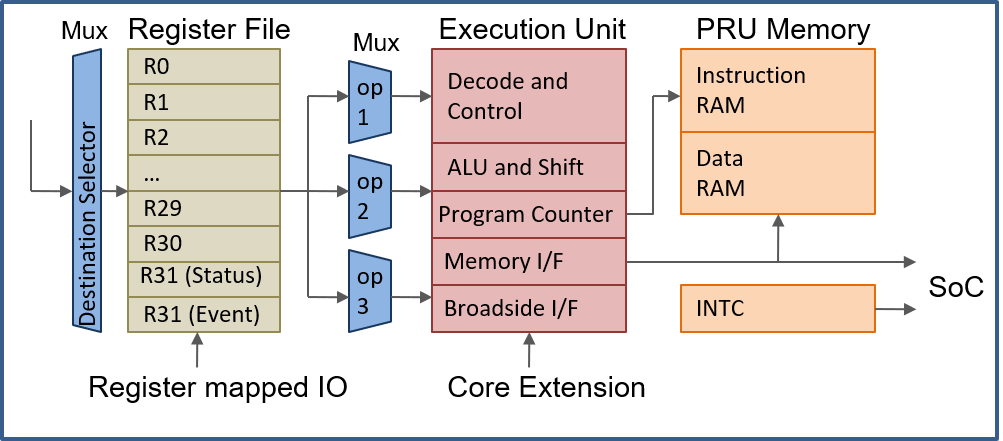 Mux
Register File
Mux
Execution Unit
PRU Memory
Destination Selector
R0
R1
R2
...
R29
R30
R31 (Status)
R31 (Event)
op
1
op
2
op
3
Decode and
Control
ALU and Shift
Program Counter
Memory I/F
Broadside I/F
Instruction
RAM
Data
RAM
INTC
SoC
Register mapped IO
Core Extension